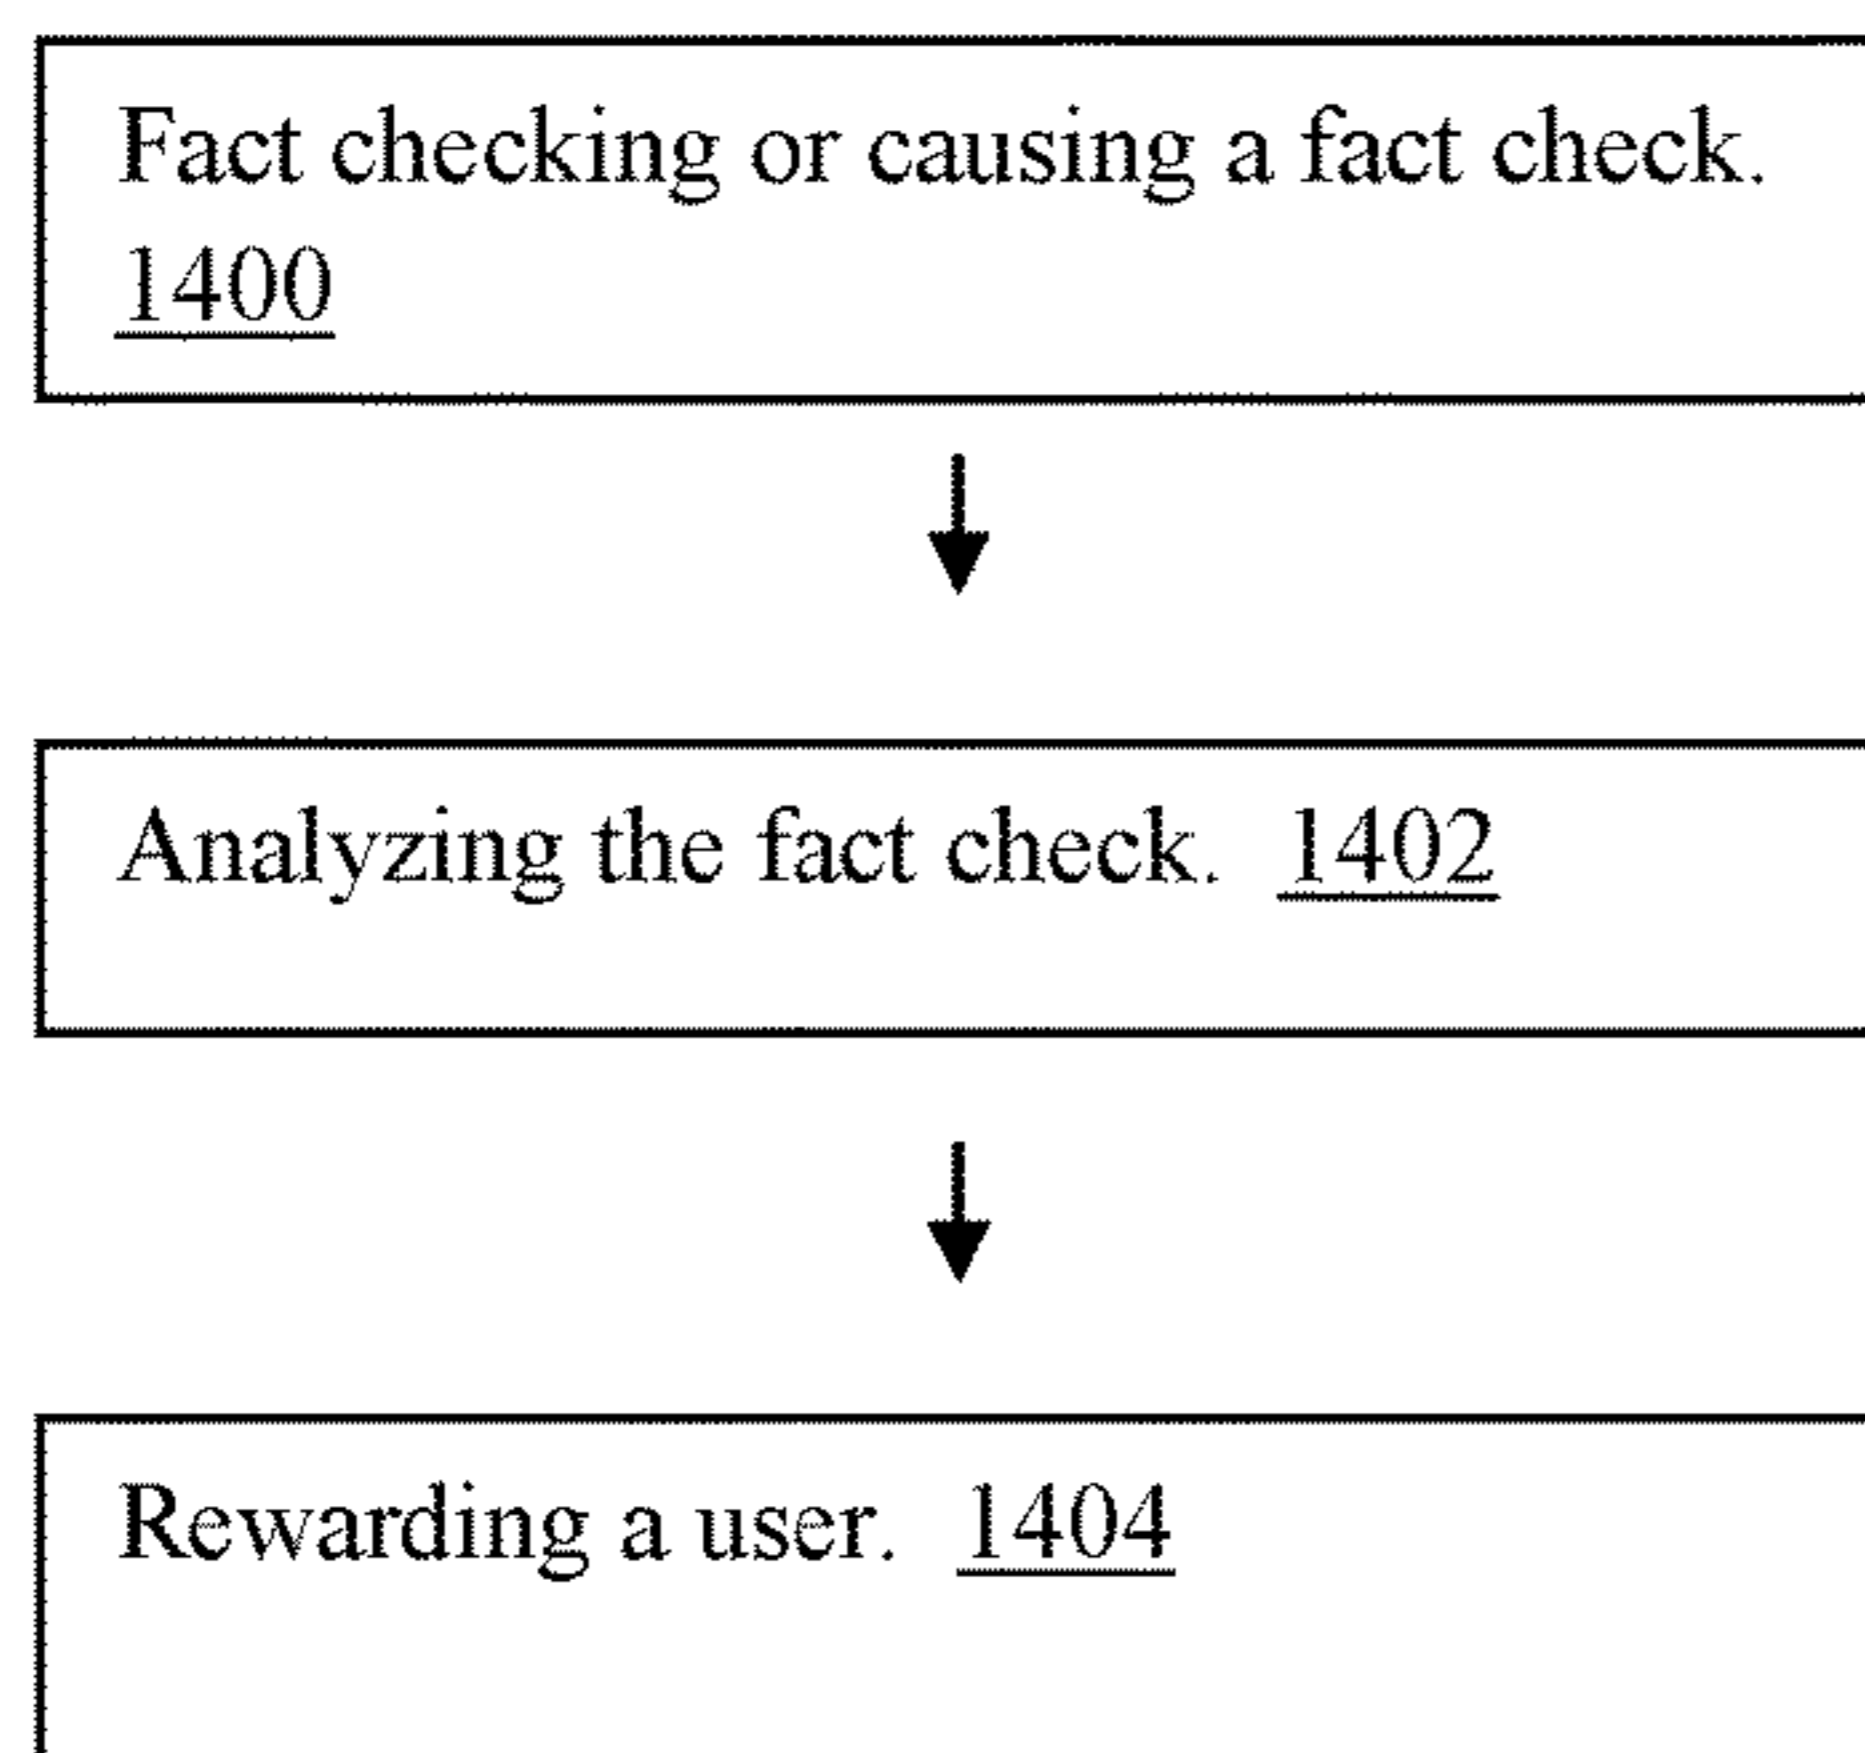 Fact checking or causing a fact check.
1400
Analyzing the fact check. 1402
Rewarding a user. 1404